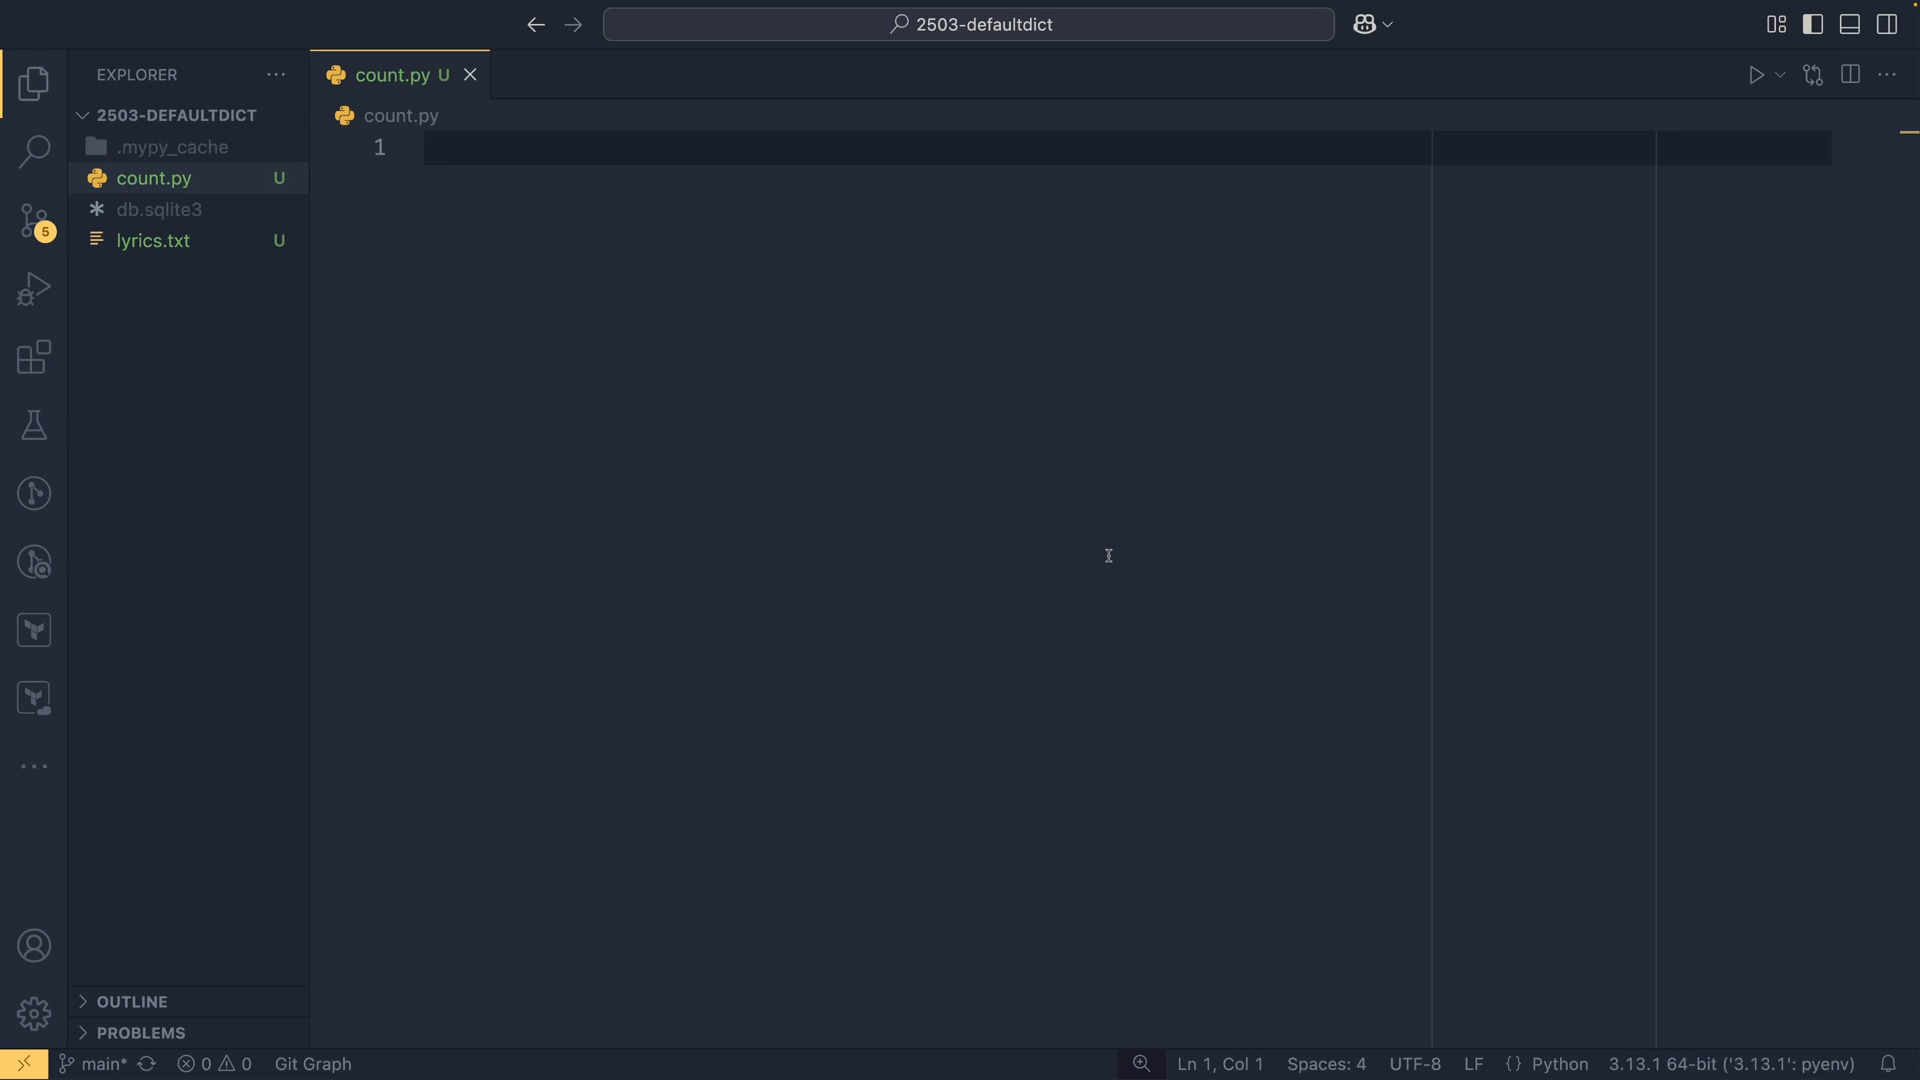 2503-defaultdict
EXPLORER
count.py U
2503-DEFAULTDICT
count.py
.mypy_cache
1
count.py U
5
db.sqlite3
lyrics.txt U
OUTLINE
PROBLEMS
main* 0 0 Git Graph Ln 1, Col 1 Spaces: 4 UTF-8 LF {} Python 3.13.1 64-bit ('3.13.1': pyenv)